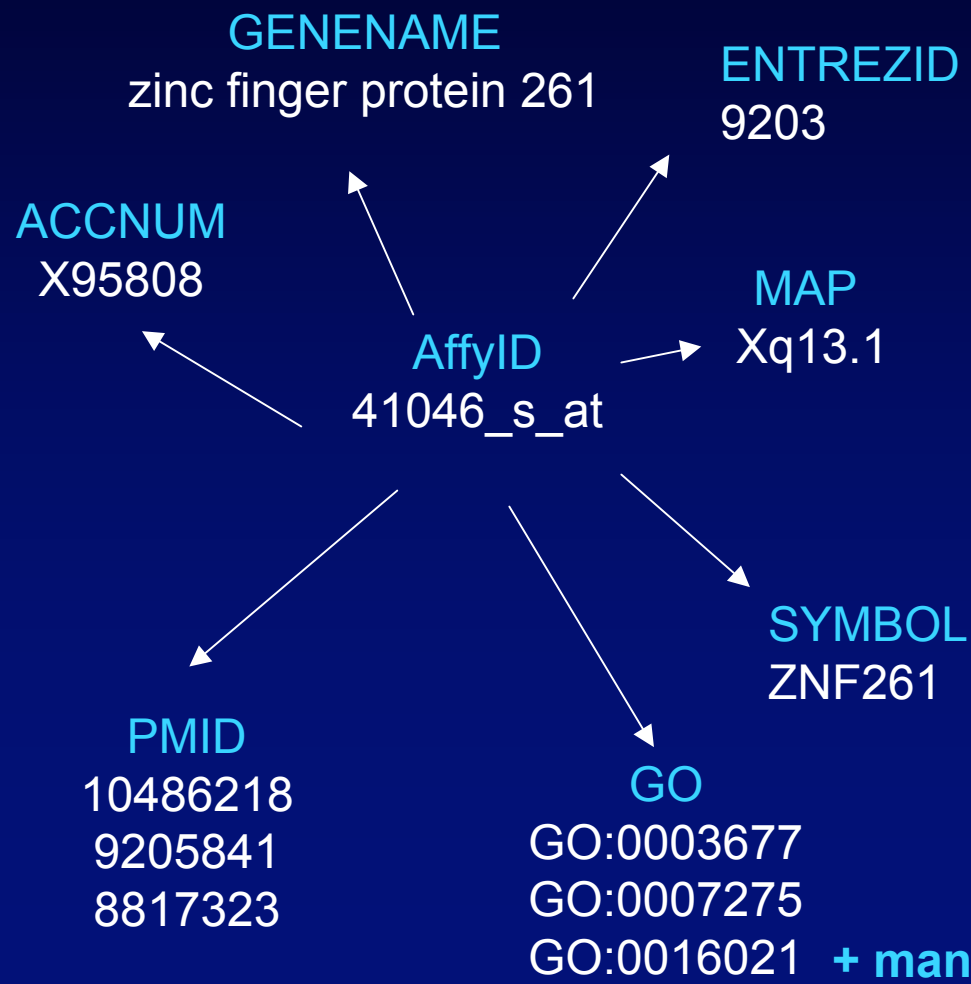 GENENAME
zinc finger protein 261
ENTREZID
9203
ACCNUM
X95808
MAP
Xq13.1
AffyID
41046_s_at
SYMBOL
ZNF261
PMID
10486218
9205841
8817323
GO
GO:0003677
GO:0007275
GO:0016021 + man